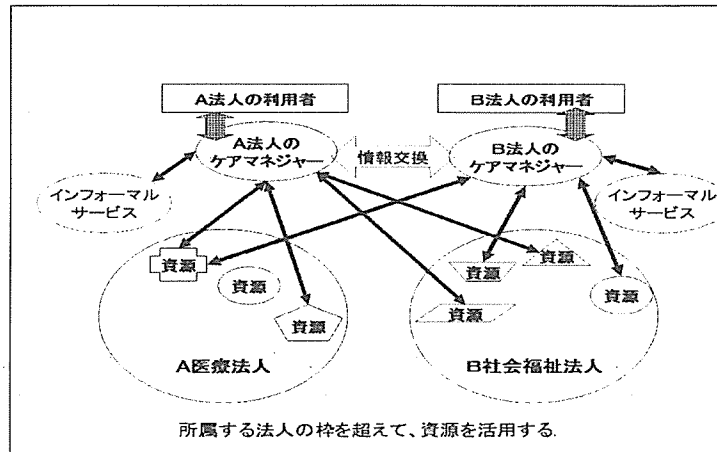 A法人の利用者
B法人の利用者
A法人の
ケアマネジャー
情報交換
B法人の
ケアマネジャー
インフォーマル
サービス
インフォーマル
サービス
資源
資源
資源
資源
資源
資源
資源
A医療法人
B社会福祉法人
所属する法人の枠を超えて、資源を活用する.